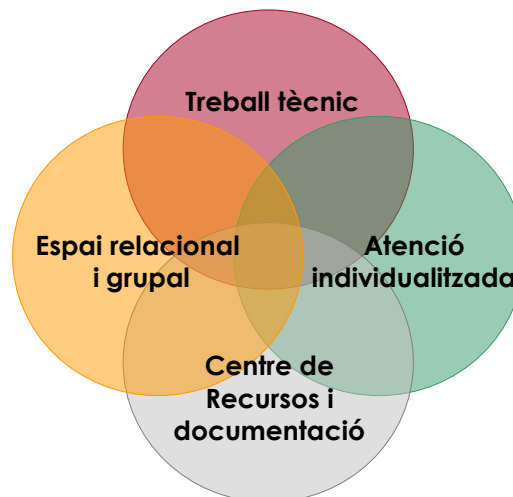 Treball tècnic
Espai relacional
i grupal
Atenció
individualitzada
Centre de
Recursos i
documentació